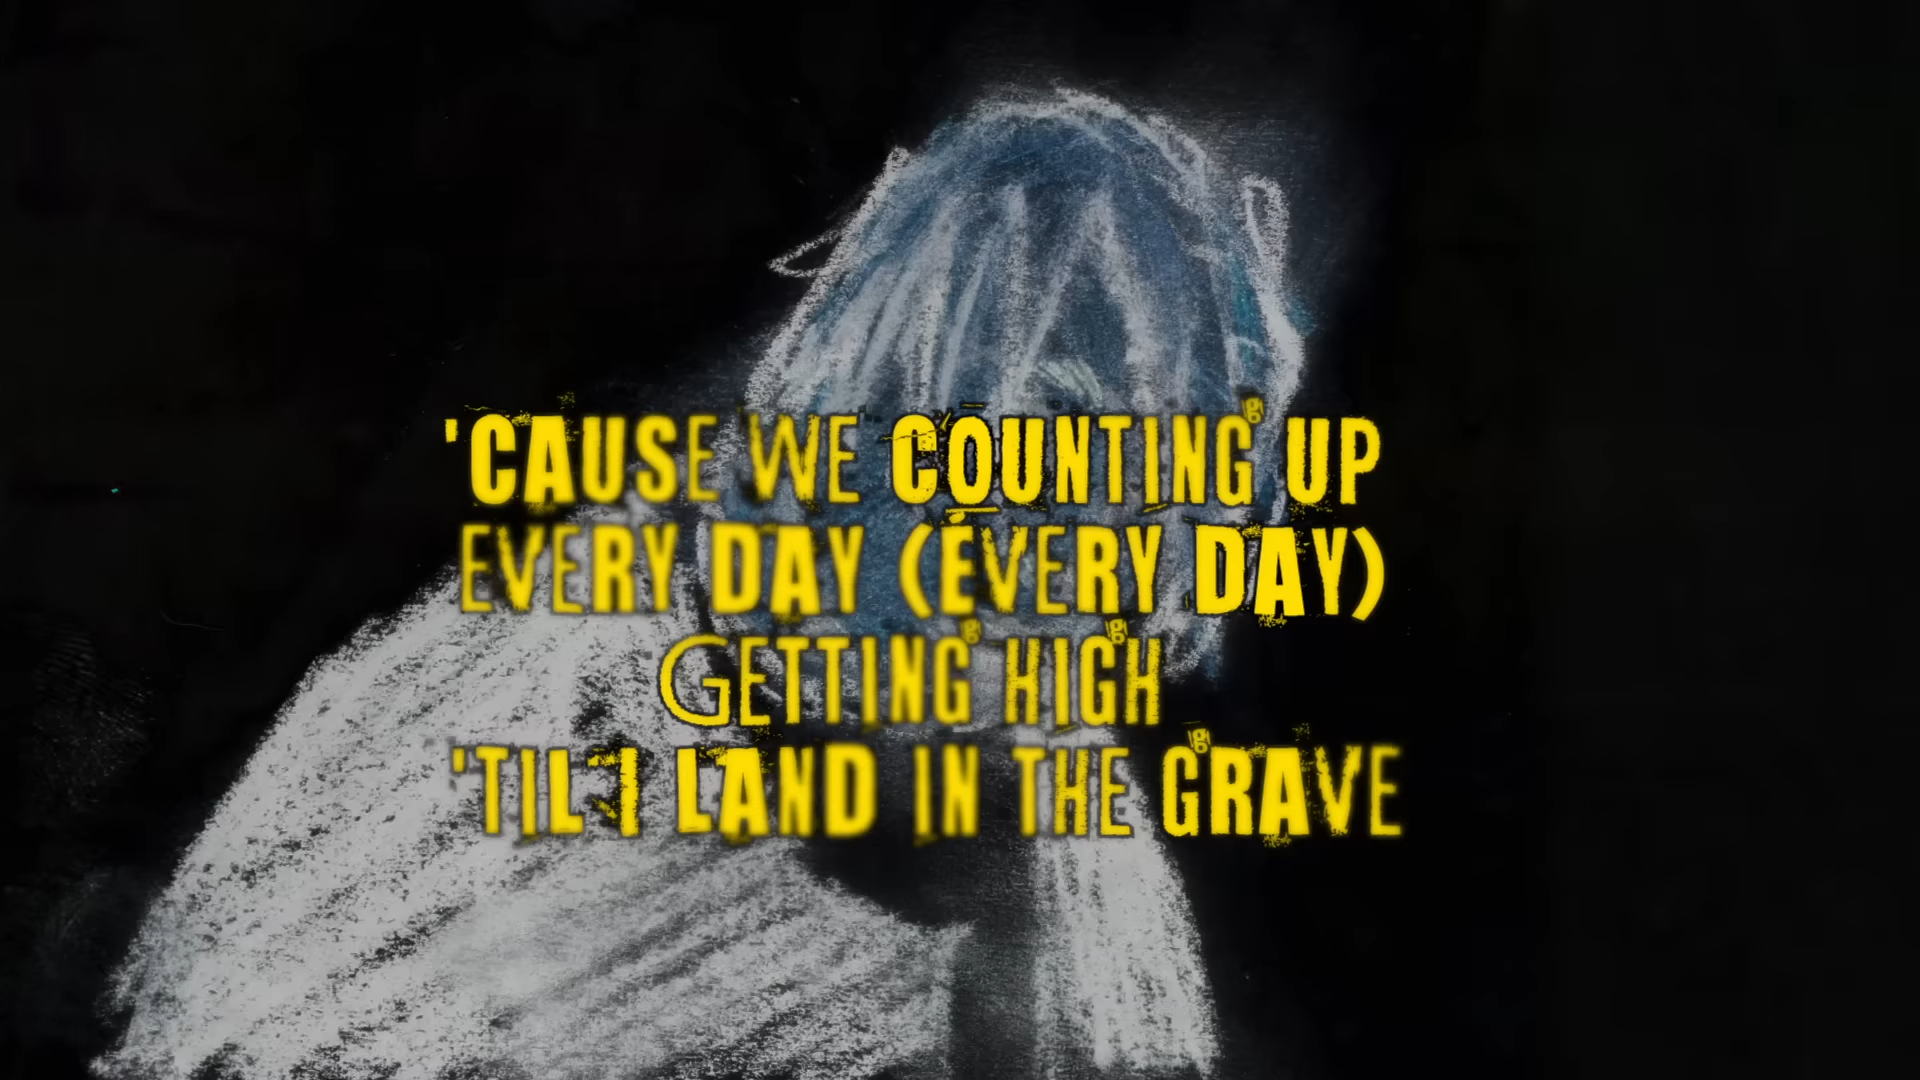 'CAUSE WE COUNTING UP
EVERY DAY (EVERY DAY)
GETTING HIGH
'TIL I LAND IN THE GRAVE